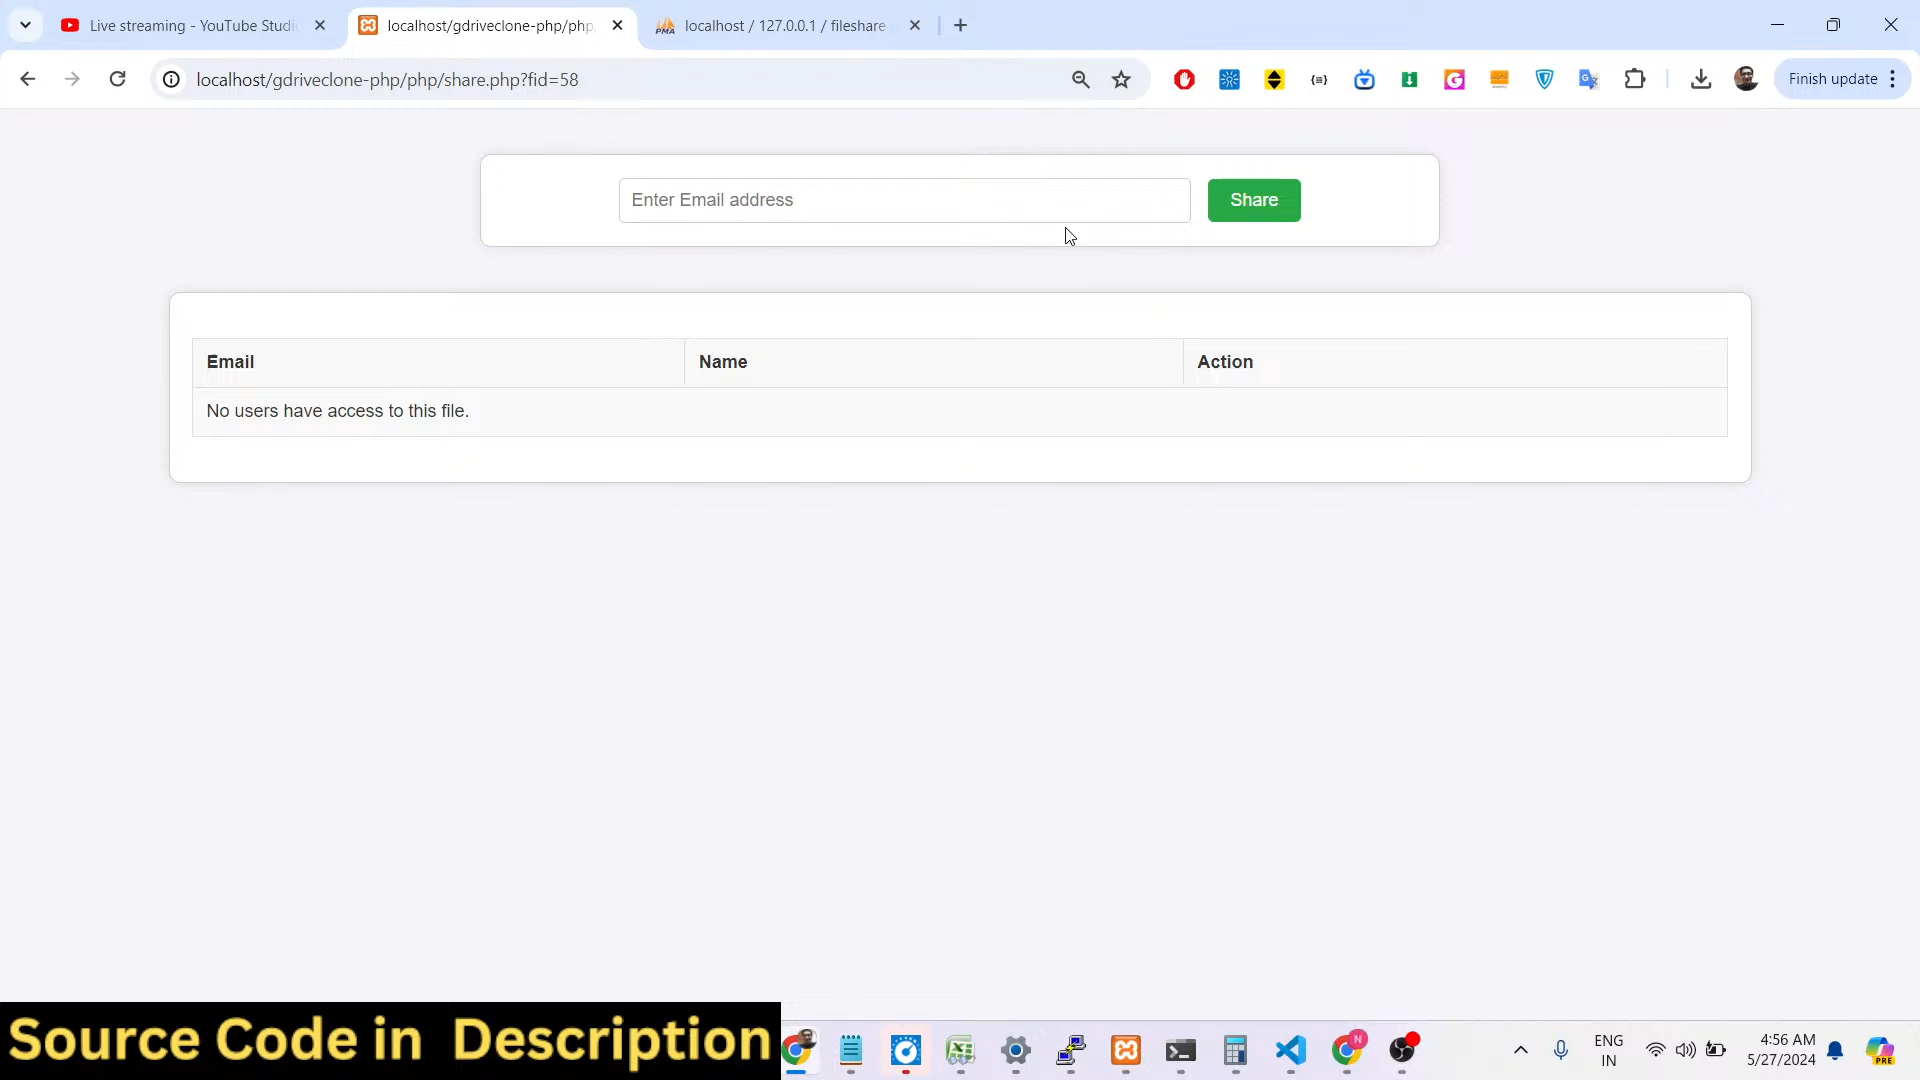 Live streaming - YouTube Studi
localhost/gdriveclone-php/php
localhost / 127.0.0.1 / fileshare
localhost/gdriveclone-php/php/share.php?fid=58
Finish update
Enter Email address
Share
Email
Name
Action
No users have access to this file.
Source Code in Description
ENG
IN
4:56 AM
5/27/2024